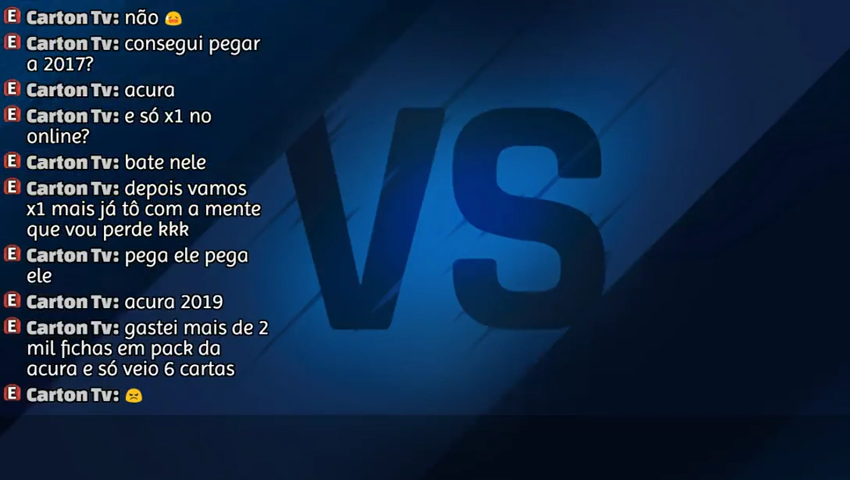 E Carton Tv: não 😫
E Carton Tv: consegui pegar
a 2017?
E Carton Tv: acura
E Carton Tv: e só x1 no
online?
E Carton Tv: bate nele
E Carton Tv: depois vamos
x1 mais já tô com a mente
que vou perde kkk
E Carton Tv: pega ele pega
ele
E Carton Tv: acura 2019
E Carton Tv: gastei mais de 2
mil fichas em pack da
acura e só veio 6 cartas
E Carton Tv: 😣
VS